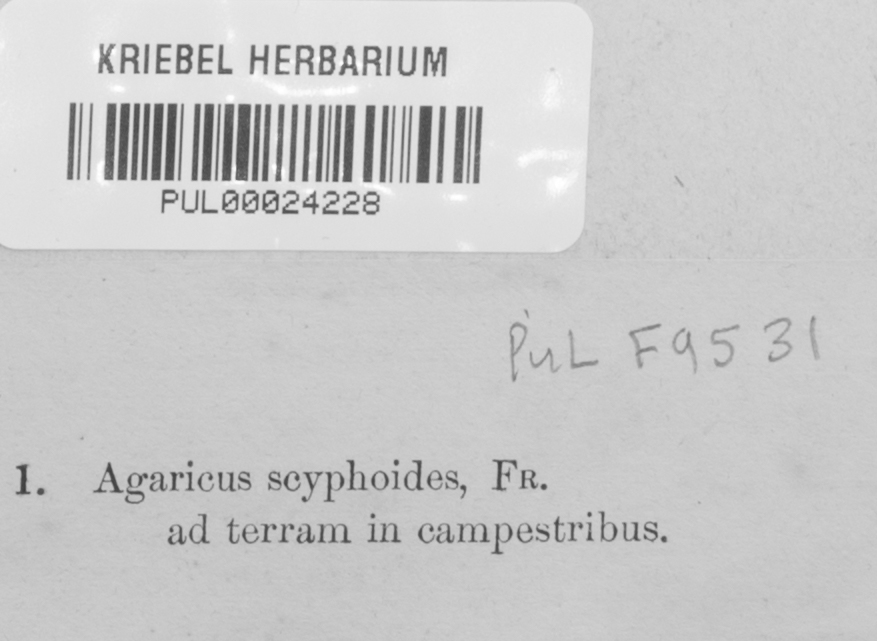 KRIEBEL HERBARIUM
PUL00024228
PUL F9531
1. Agaricus scyphoides, FR.
ad terram in campestribus.